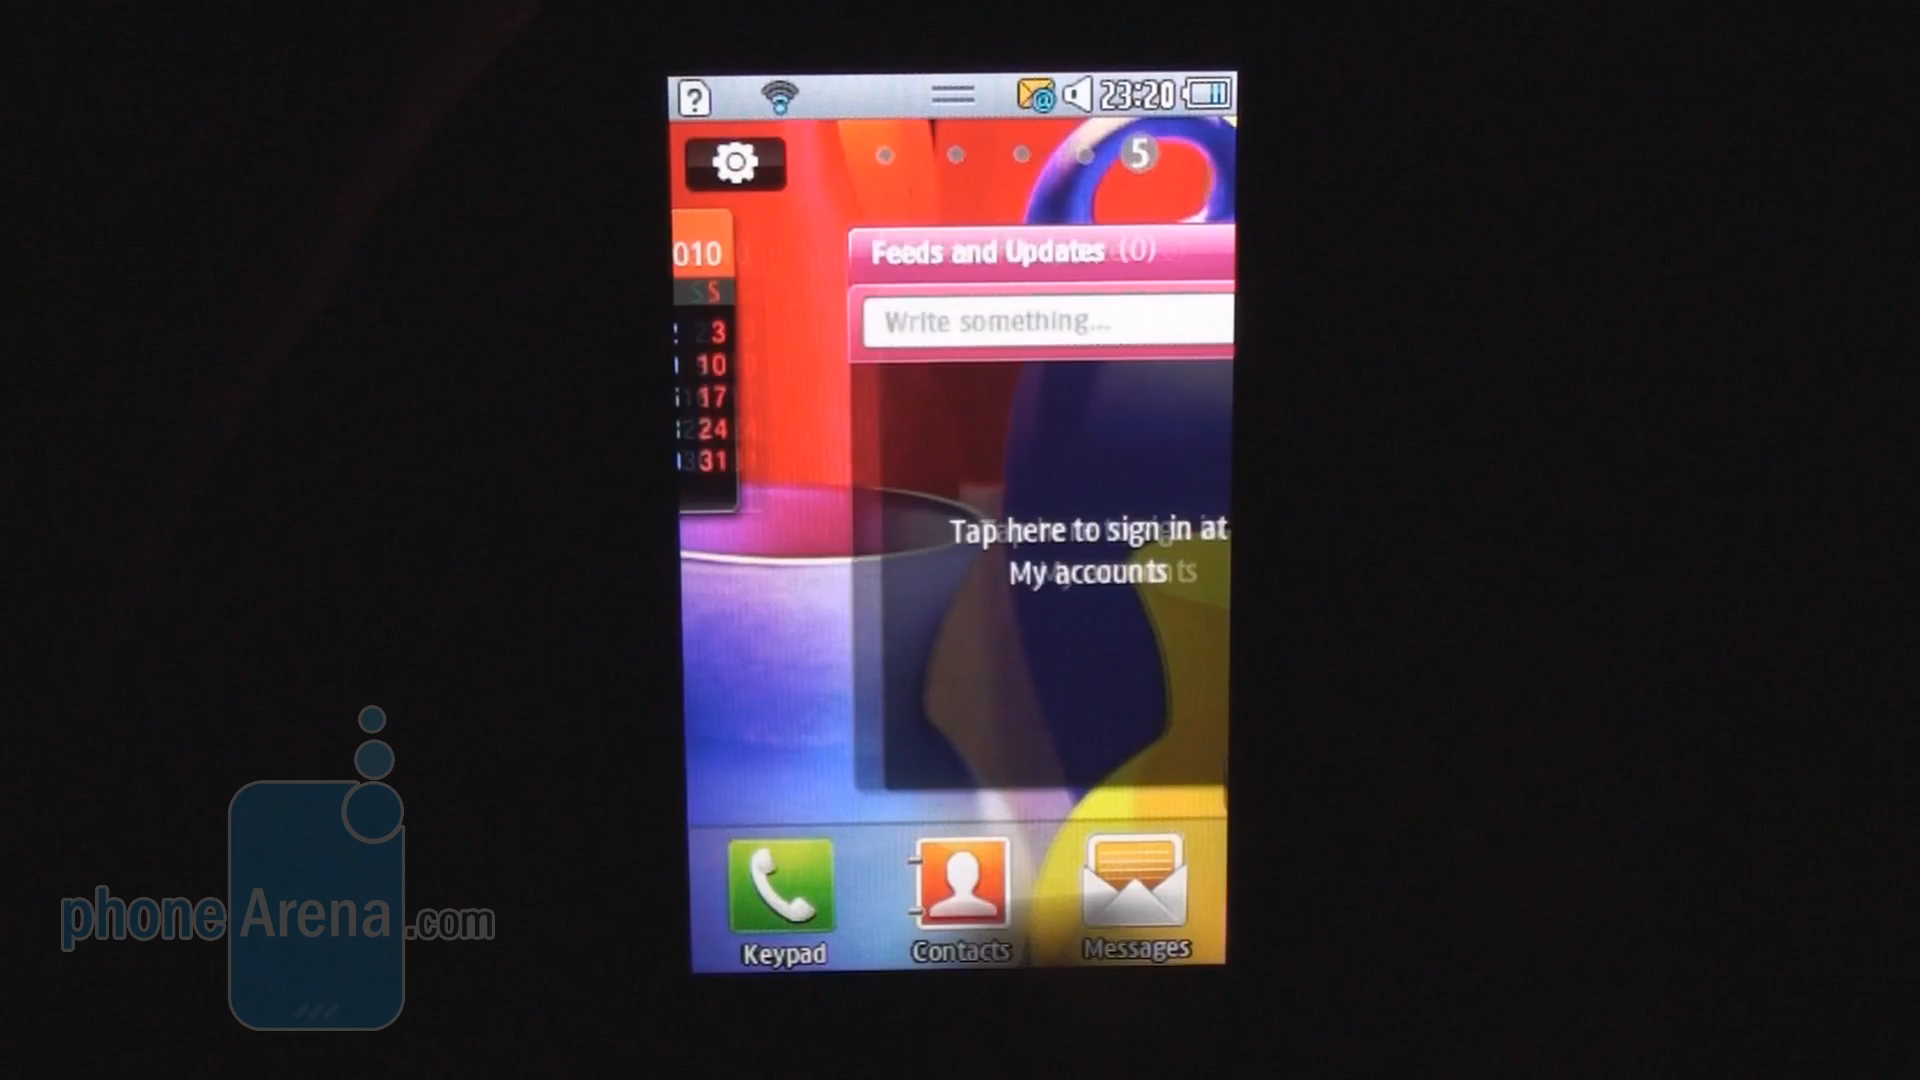 ?
23:20
5
010
S S
2 3
10
17
24
31
Feeds and Updates (0)
Write something...
Tap here to sign in at
My accounts
Keypad
Contacts
Messages
phoneArena.com